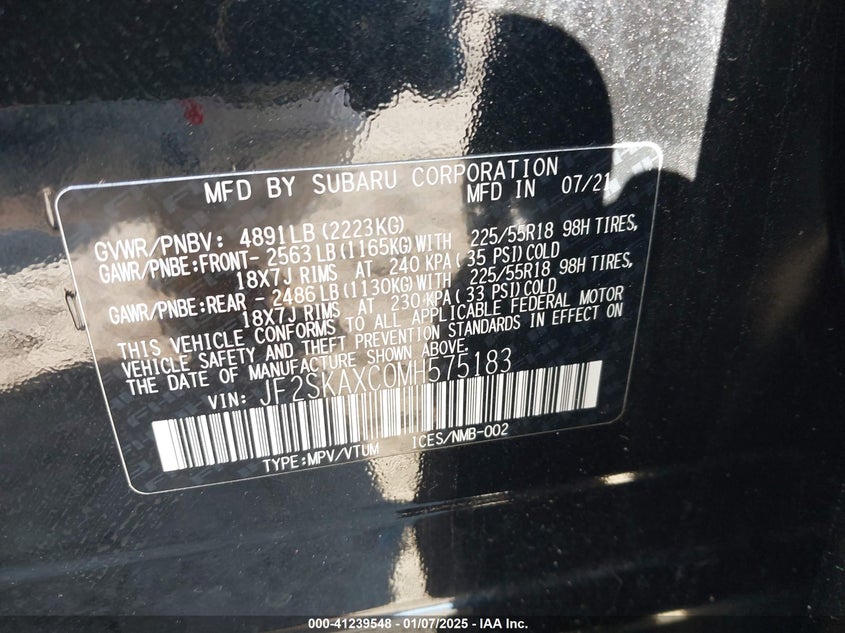 MFD BY SUBARU CORPORATION
MFD IN 07/21
GVWR/PNBV: 4891LB(2223KG)
GAWR/PNBE:FRONT- 2563LB(1165KG)WITH 225/55R18 98H TIRES,
18X7J RIMS AT 240 KPA( 35 PSI)COLD
GAWR/PNBE:REAR - 2486LB(1130KG)WITH 225/55R18 98H TIRES,
18X7J RIMS AT 230 KPA( 33 PSI)COLD
THIS VEHICLE CONFORMS TO ALL APPLICABLE FEDERAL MOTOR
VEHICLE SAFETY AND THEFT PREVENTION STANDARDS IN EFFECT ON
THE DATE OF MANUFACTURE SHOWN ABOVE.
VIN: JF2SKAXC0MH575183
TYPE:MPV/VTUM ICES/NMB-002
000-41239548 - 01/07/2025 - IAA Inc.